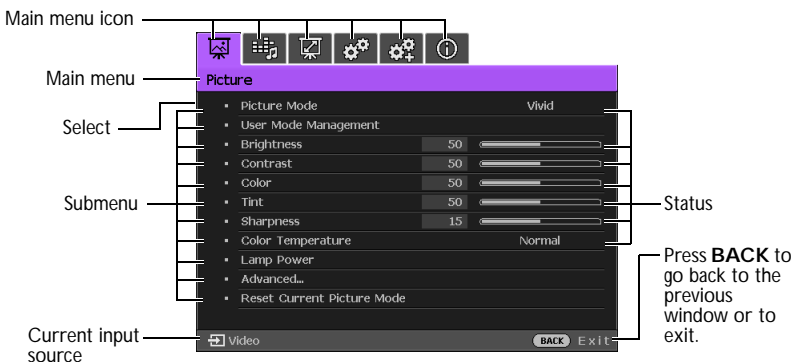 Main menu icon
Main menu
Picture
Select
Picture Mode Vivid
User Mode Management
Brightness 50
Contrast 50
Color 50
Submenu
Tint 50
Status
Sharpness 15
Color Temperature Normal
Lamp Power
Advanced...
Reset Current Picture Mode
Press BACK to
go back to the
previous
window or to
exit.
Current input
source
Video
BACK Exit